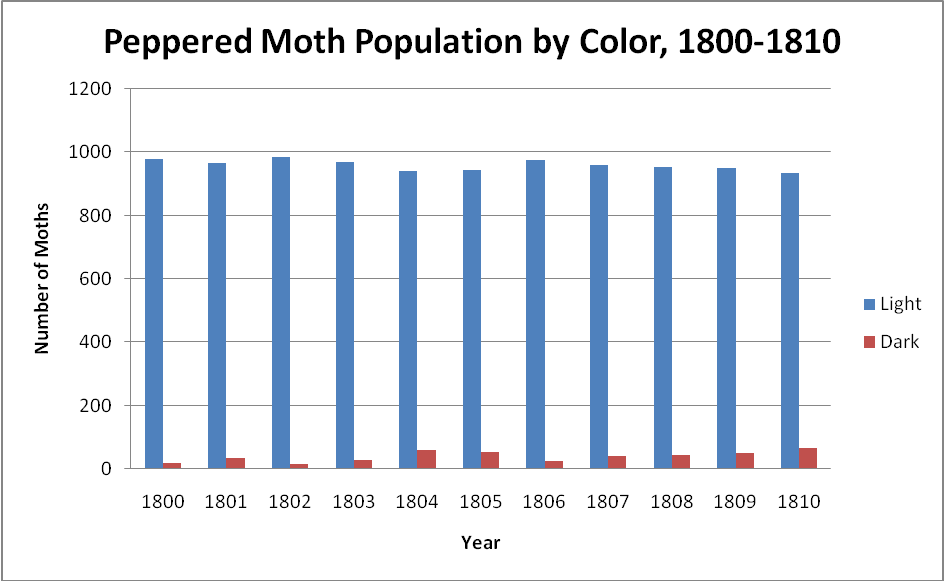 Peppered Moth Population by Color, 1800-1810
1200
1000
800
600
400
200
0
Number of Moths
1800 1801 1802 1803 1804 1805 1806 1807 1808 1809 1810
Year
Light
Dark